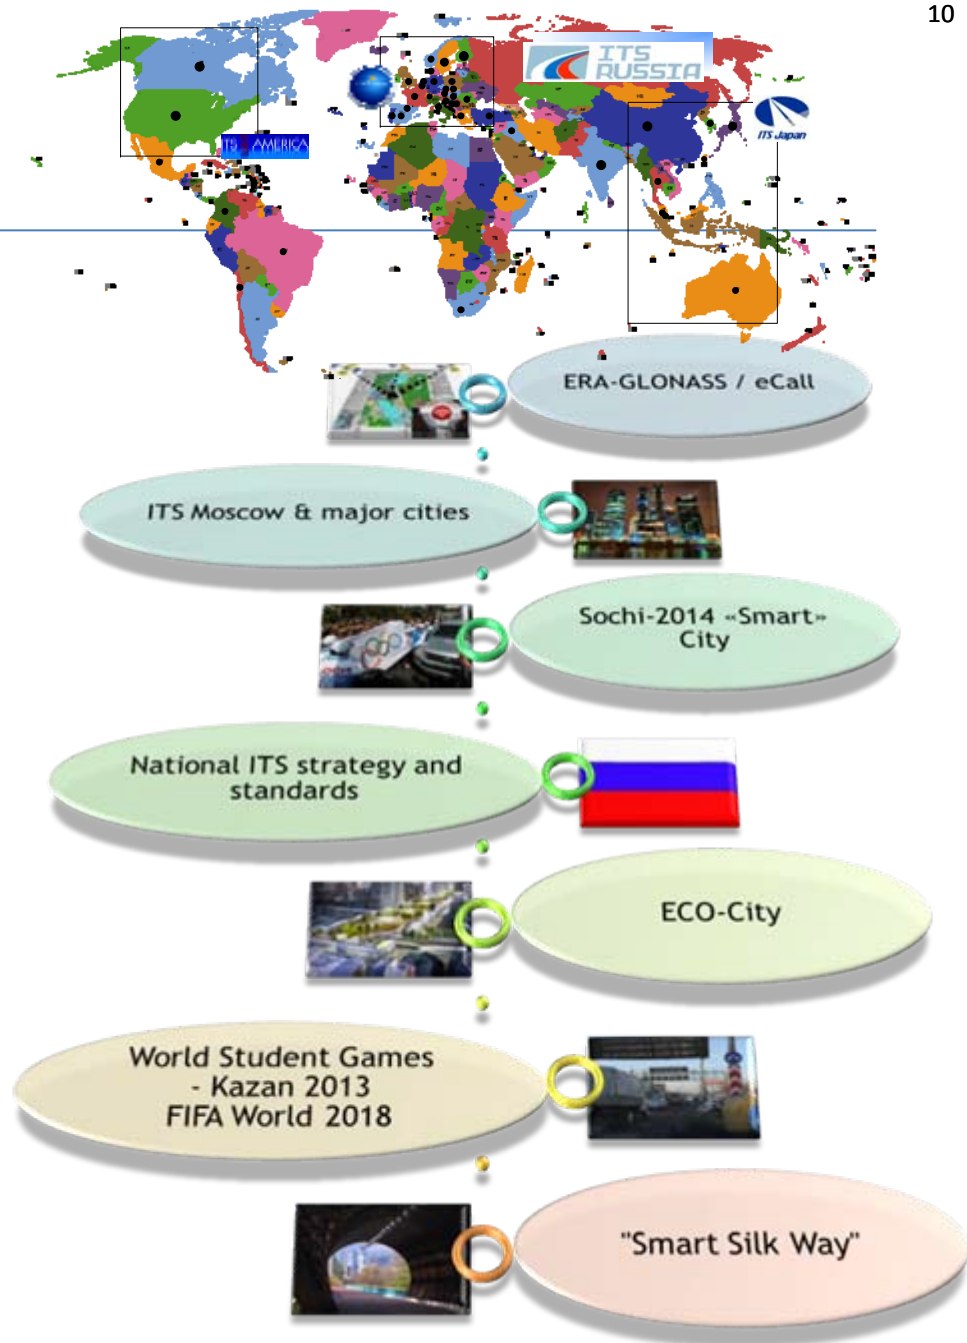 10
ITS
RUSSIA
ITS Japan
ITS AMERICA
ERA-GLONASS / eCall
ITS Moscow & major cities
Sochi-2014 «Smart»
City
National ITS strategy and
standards
ECO-City
World Student Games
- Kazan 2013
FIFA World 2018
"Smart Silk Way"